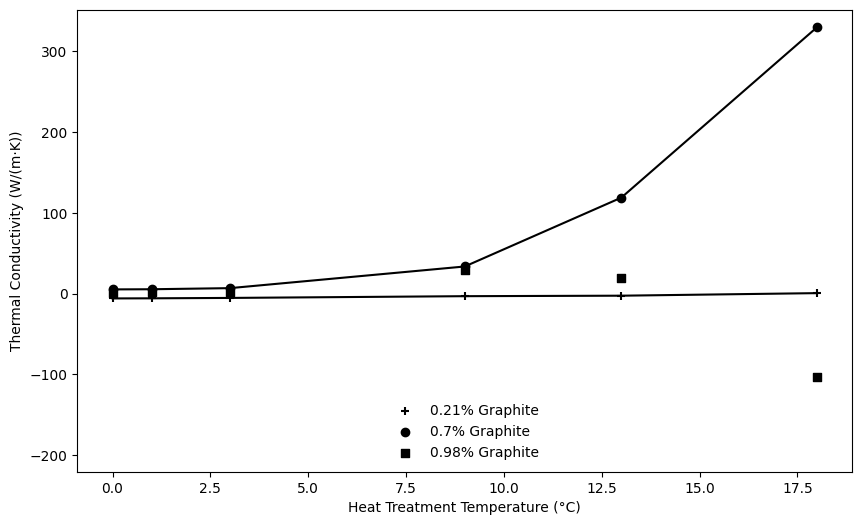 300
200
100
0
−100
−200
Thermal Conductivity (W/(m·K))
0.21% Graphite
0.7% Graphite
0.98% Graphite
0.0 2.5 5.0 7.5 10.0 12.5 15.0 17.5
Heat Treatment Temperature (°C)